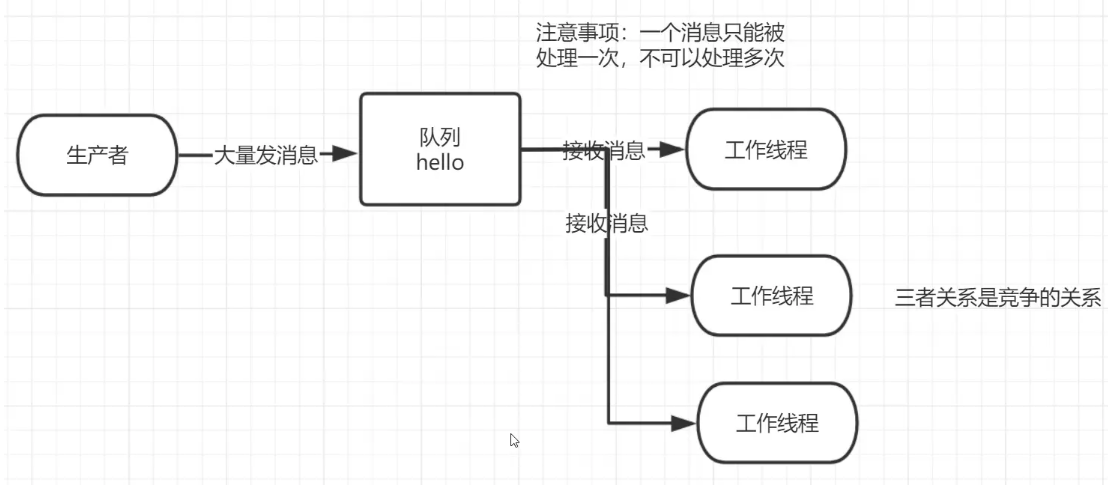 注意事项：一个消息只能被
处理一次，不可以处理多次
生产者
大量发消息
队列
hello
接收消息
工作线程
接收消息
工作线程
三者关系是竞争的关系
工作线程